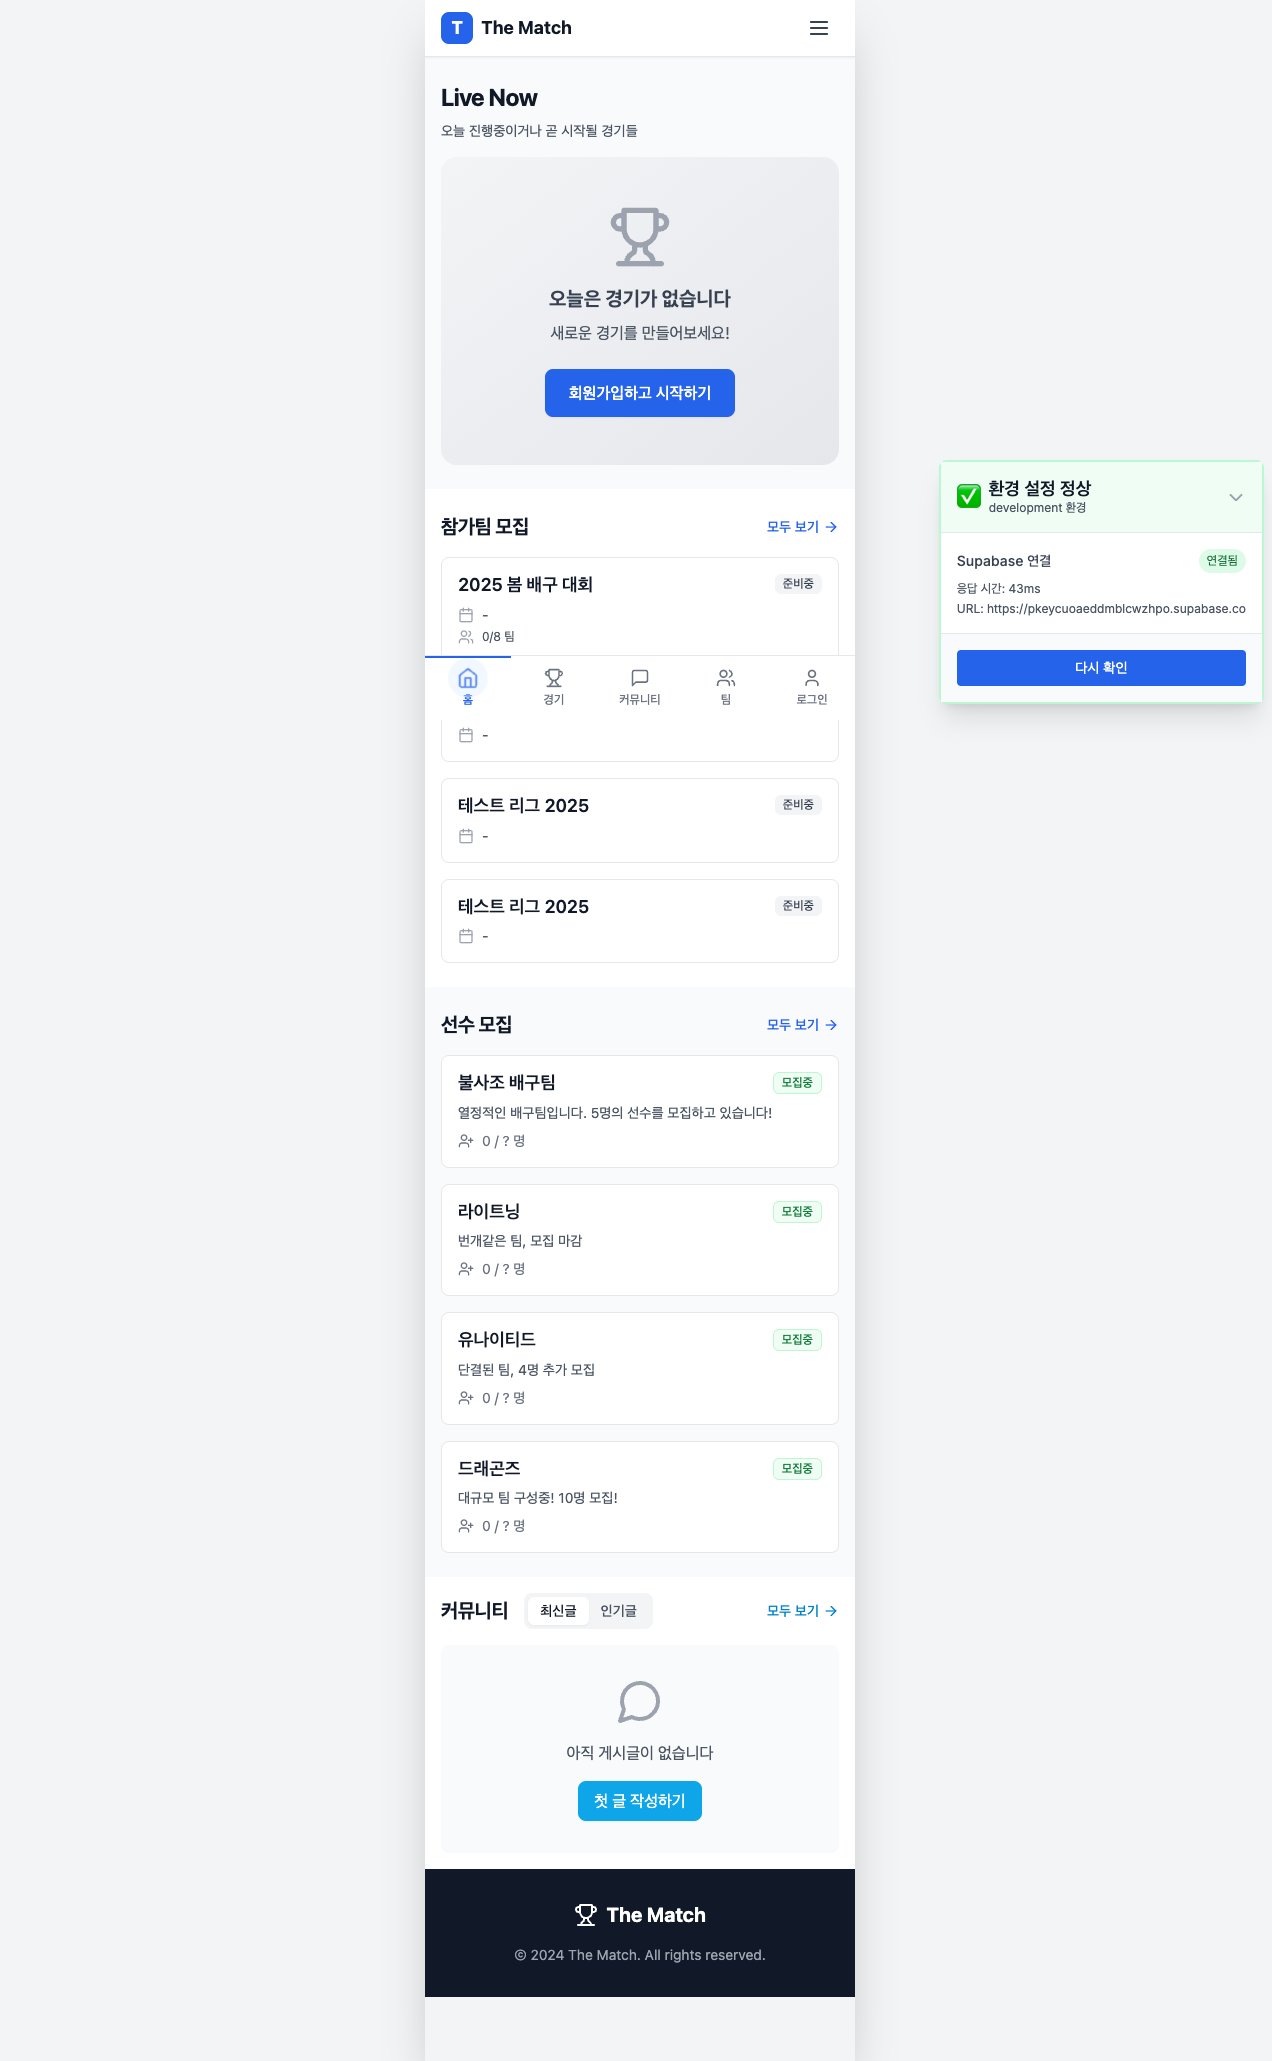 T The Match
Live Now
오늘 진행중이거나 곧 시작될 경기들
오늘은 경기가 없습니다
새로운 경기를 만들어보세요!
회원가입하고 시작하기
참가팀 모집
모두 보기 →
2025 봄 배구 대회
준비중
-
0/8 팀
홈
경기
커뮤니티
팀
로그인
-
테스트 리그 2025
준비중
-
테스트 리그 2025
준비중
-
선수 모집
모두 보기 →
불사조 배구팀
모집중
열정적인 배구팀입니다. 5명의 선수를 모집하고 있습니다!
0 / ? 명
라이트닝
모집중
번개같은 팀, 모집 마감
0 / ? 명
유나이티드
모집중
단결된 팀, 4명 추가 모집
0 / ? 명
드래곤즈
모집중
대규모 팀 구성중! 10명 모집!
0 / ? 명
커뮤니티
최신글
인기글
모두 보기 →
아직 게시글이 없습니다
첫 글 작성하기
The Match
© 2024 The Match. All rights reserved.
환경 설정 정상
development 환경
Supabase 연결
연결됨
응답 시간: 43ms
URL: https://pkeycuoaeddmblcwzhpo.supabase.co
다시 확인